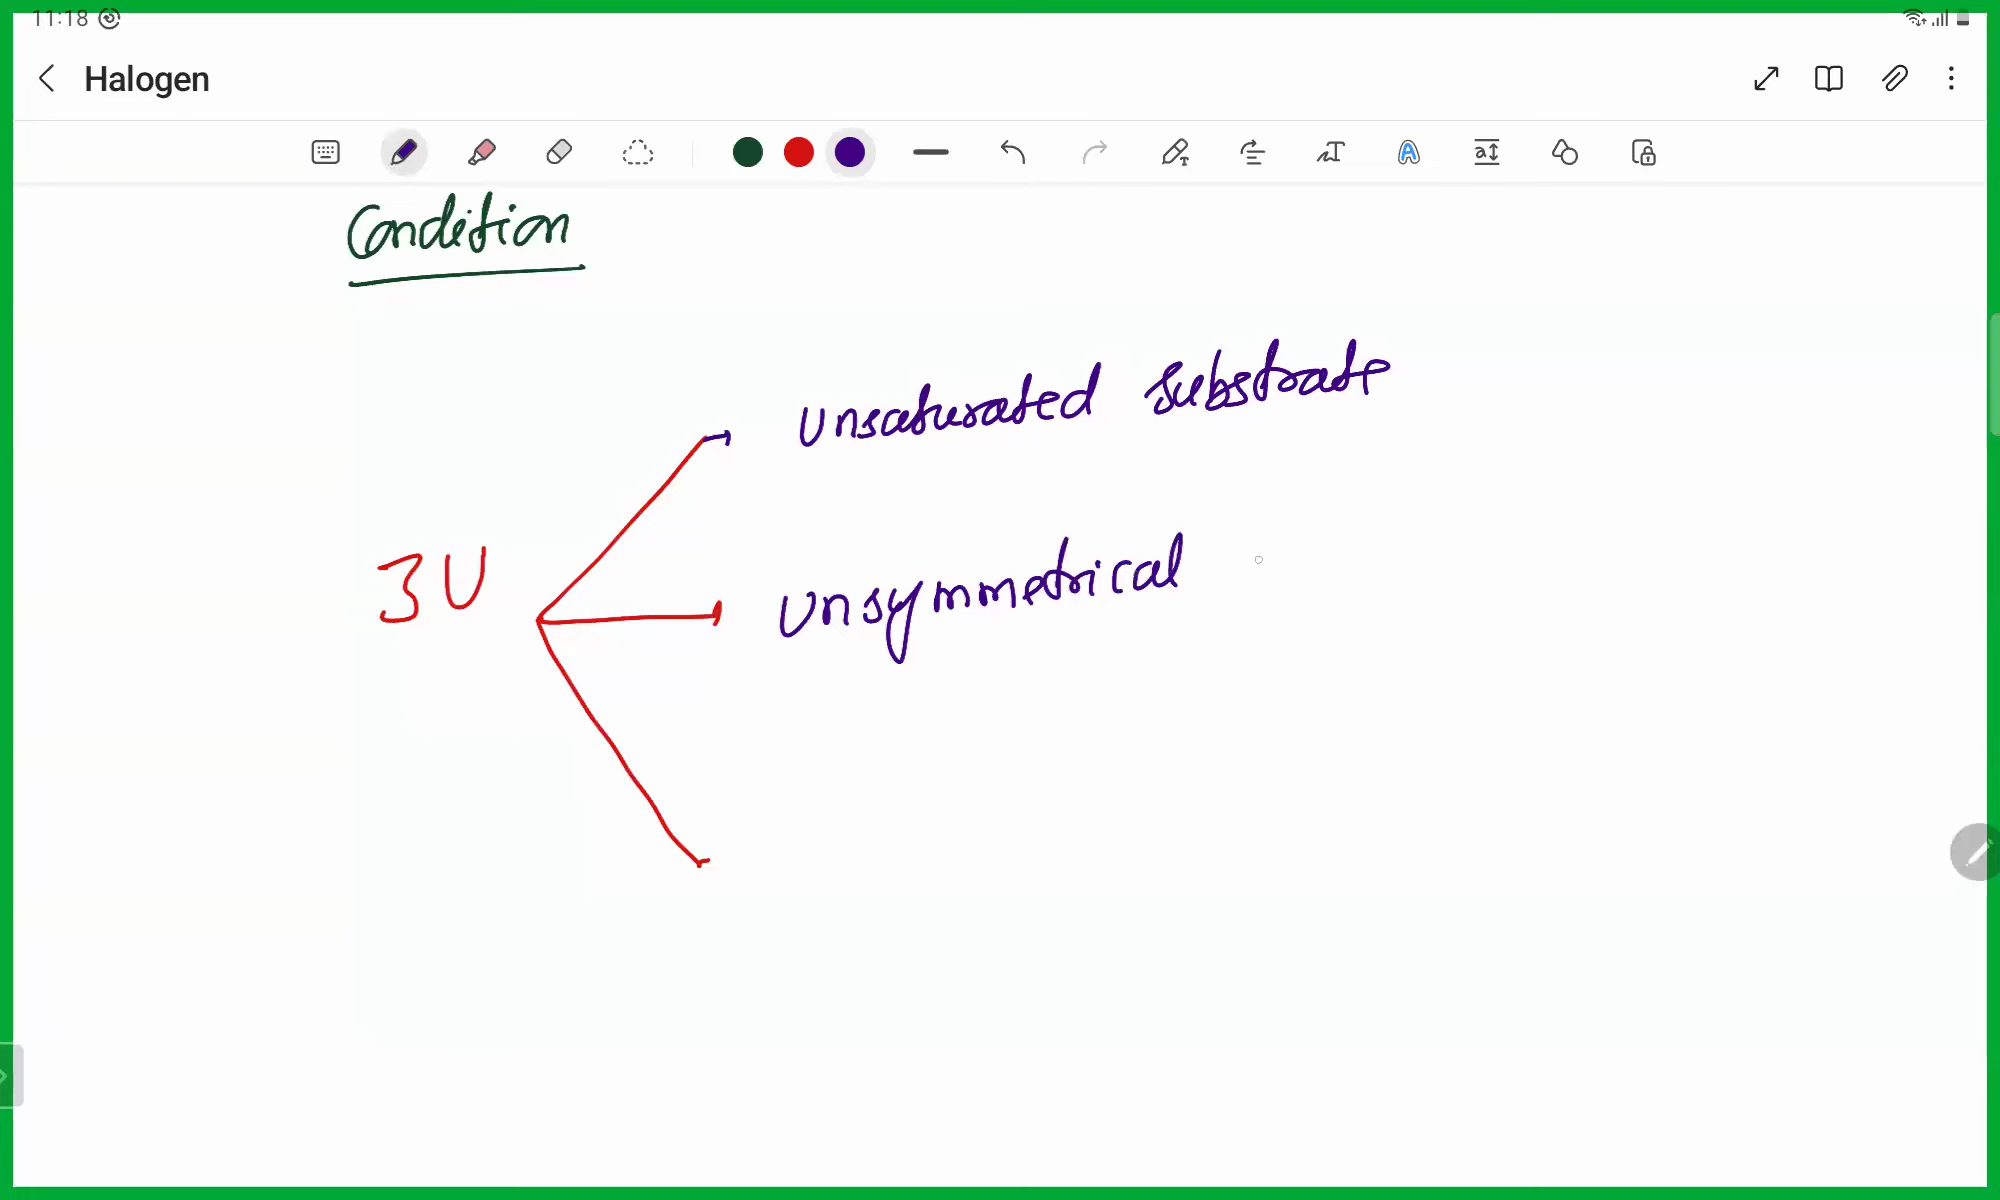 11:18
Halogen
Condition
unsaturated substrate
3U
unsymmetrical